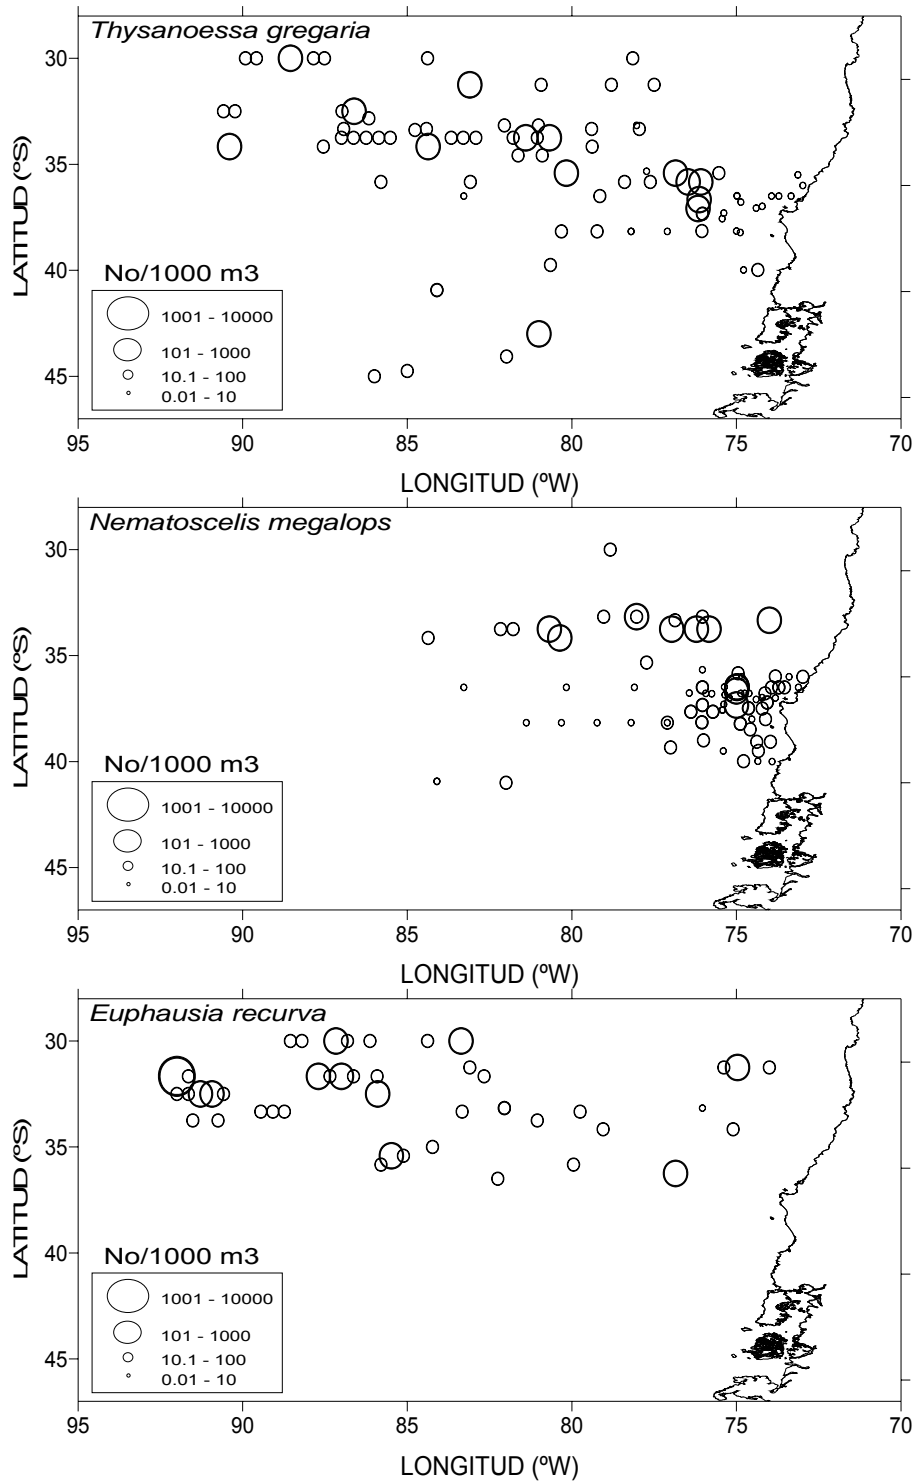 Thysanoessa gregaria
30
35
40
45
LATITUD (ºS)
No/1000 m3
1001 - 10000
101 - 1000
10.1 - 100
0.01 - 10
95 90 85 80 75 70
LONGITUD (ºW)
Nematoscelis megalops
30
35
40
45
LATITUD (ºS)
No/1000 m3
1001 - 10000
101 - 1000
10.1 - 100
0.01 - 10
95 90 85 80 75 70
LONGITUD (ºW)
Euphausia recurva
30
35
40
45
LATITUD (ºS)
No/1000 m3
1001 - 10000
101 - 1000
10.1 - 100
0.01 - 10
95 90 85 80 75 70
LONGITUD (ºW)